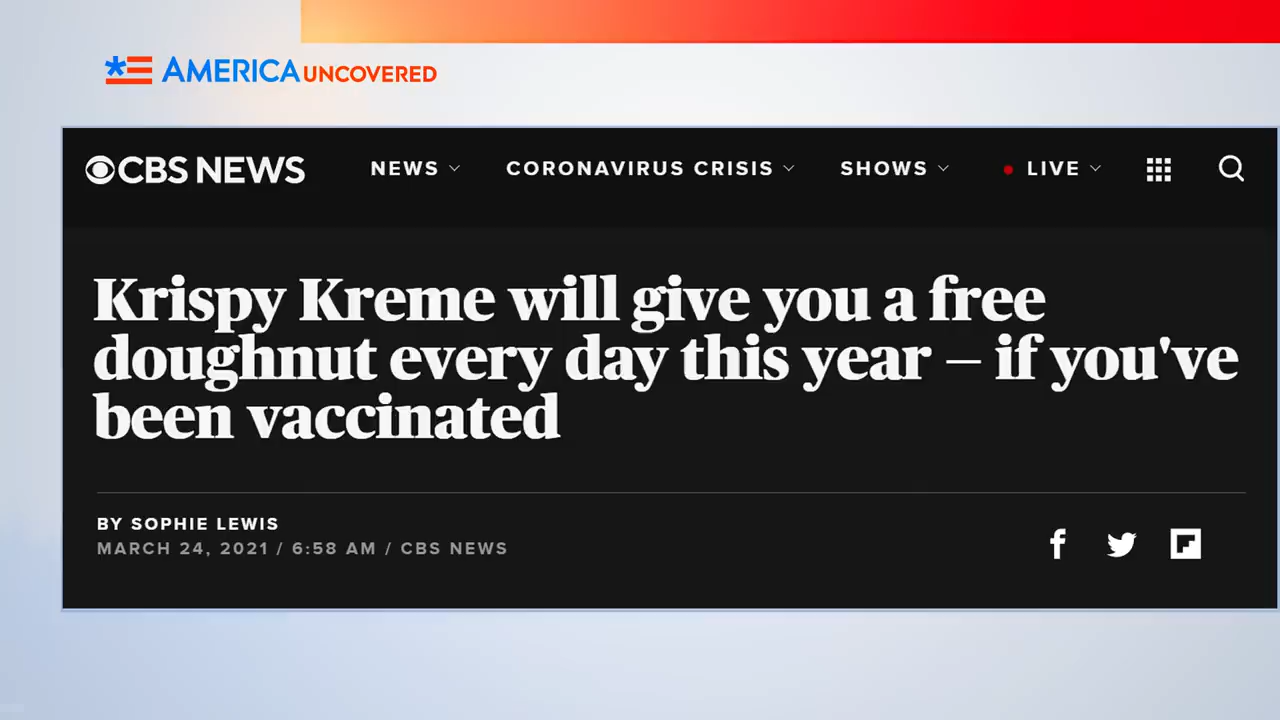 AMERICA UNCOVERED
CBS NEWS NEWS CORONAVIRUS CRISIS SHOWS LIVE
Krispy Kreme will give you a free
doughnut every day this year — if you've
been vaccinated
BY SOPHIE LEWIS
MARCH 24, 2021 / 6:58 AM / CBS NEWS